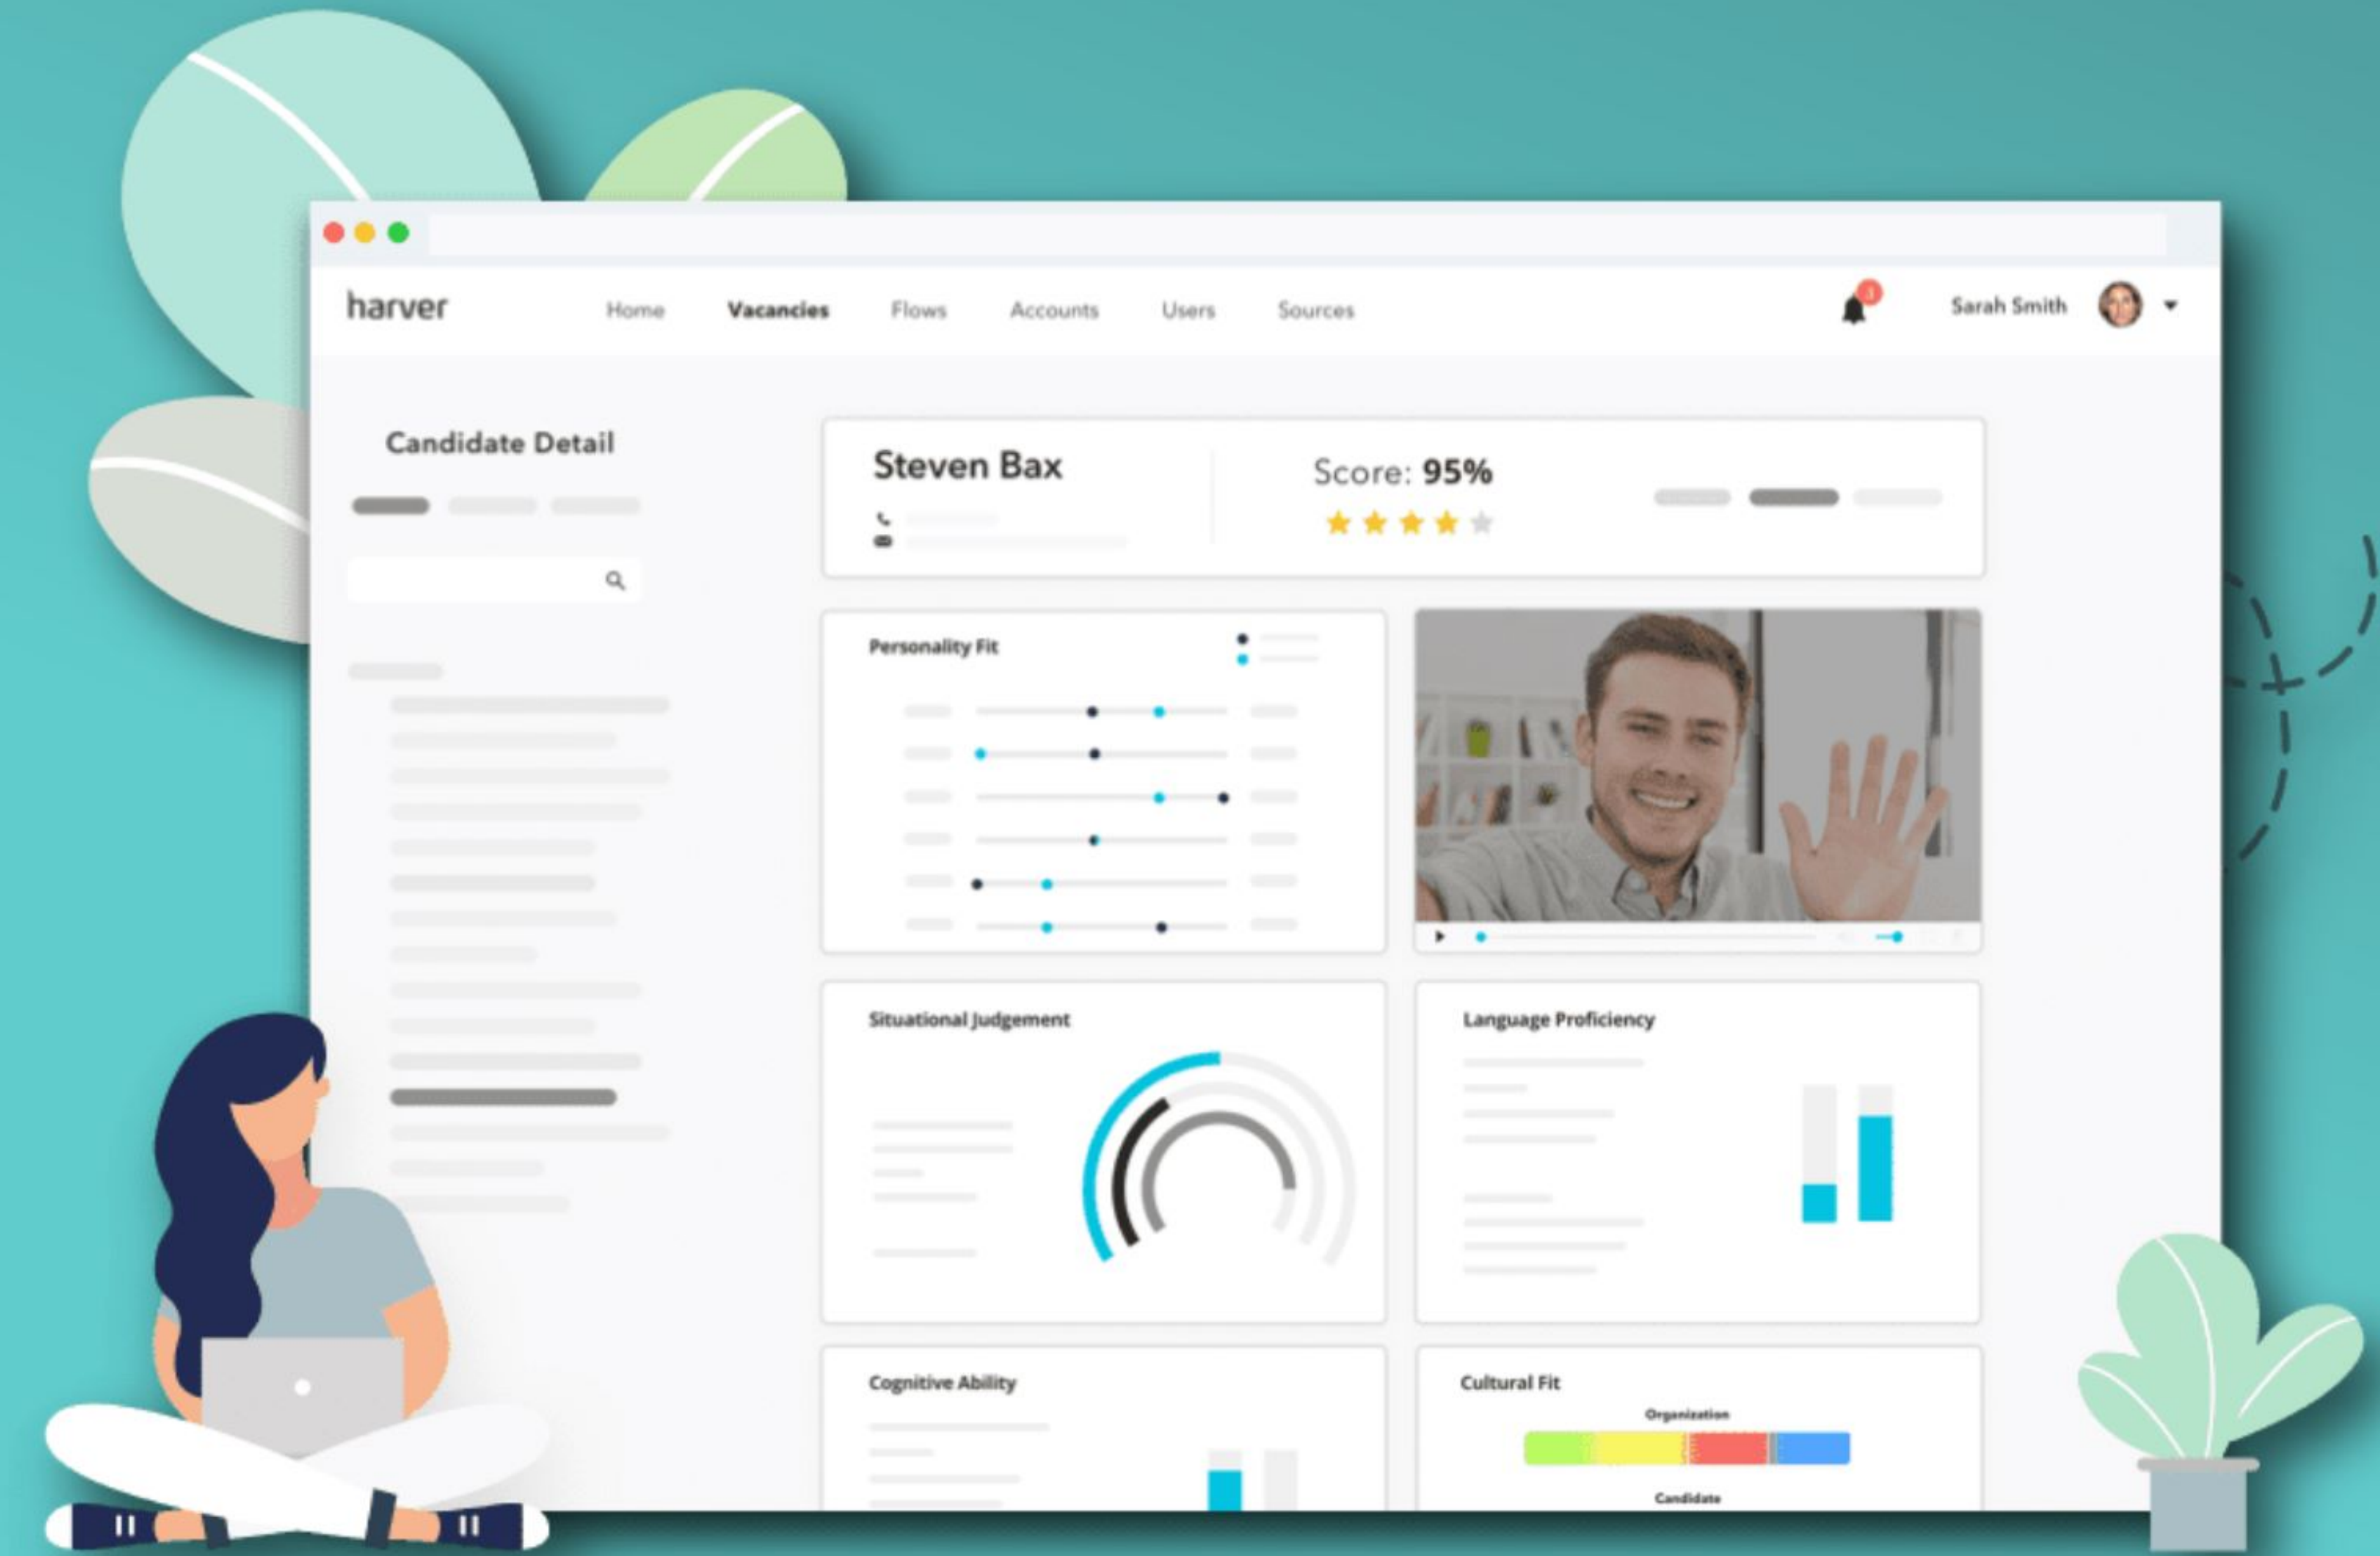 harver
Home
Vacancies
Flows
Accounts
Users
Sources
3
Sarah Smith
Candidate Detail
Steven Bax
Score: 95%
Personality Fit
Situational Judgement
Language Proficiency
Cognitive Ability
Cultural Fit
Organization
Candidate